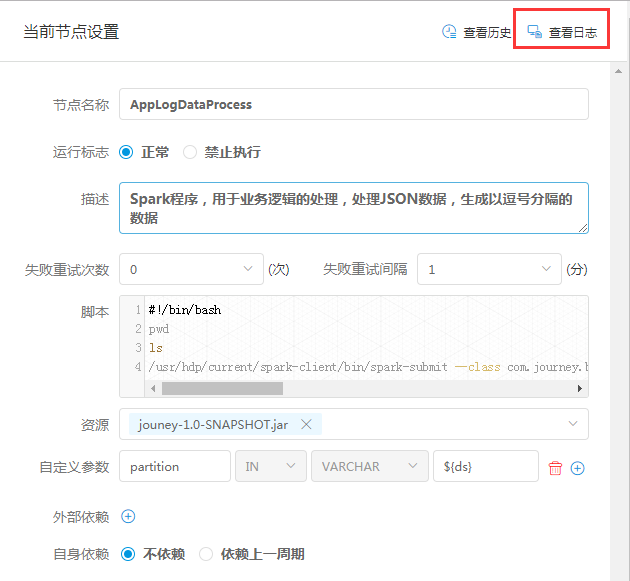 当前节点设置 查看历史 查看日志
节点名称 AppLogDataProcess
运行标志 正常 禁止执行
描述 Spark程序，用于业务逻辑的处理，处理JSON数据，生成以逗号分隔的
数据
失败重试次数 0 (次) 失败重试间隔 1 (分)
脚本 1 #!/bin/bash
2 pwd
3 ls
4 /usr/hdp/current/spark-client/bin/spark-submit --class com.journey.
资源 jouney-1.0-SNAPSHOT.jar
自定义参数 partition IN VARCHAR ${ds}
外部依赖
自身依赖 不依赖 依赖上一周期